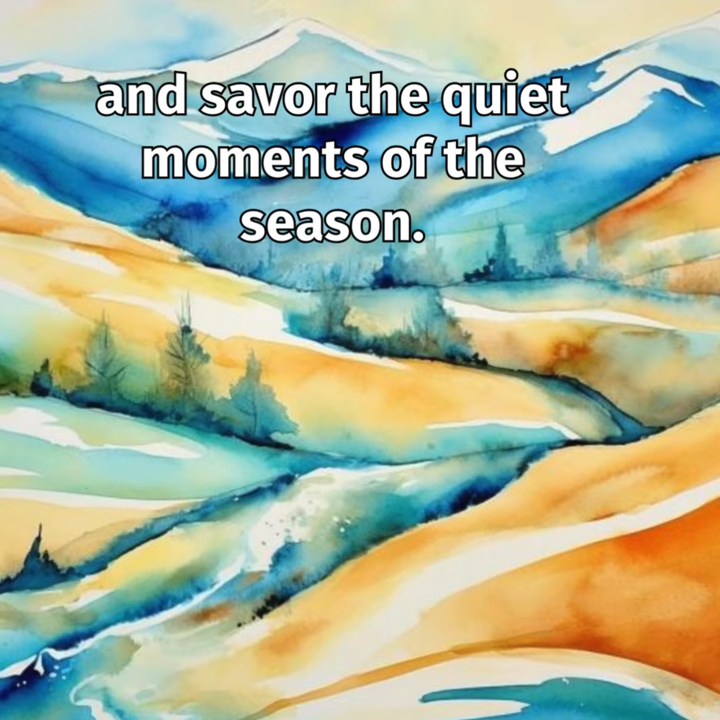 and savor the quiet
moments of the
season.